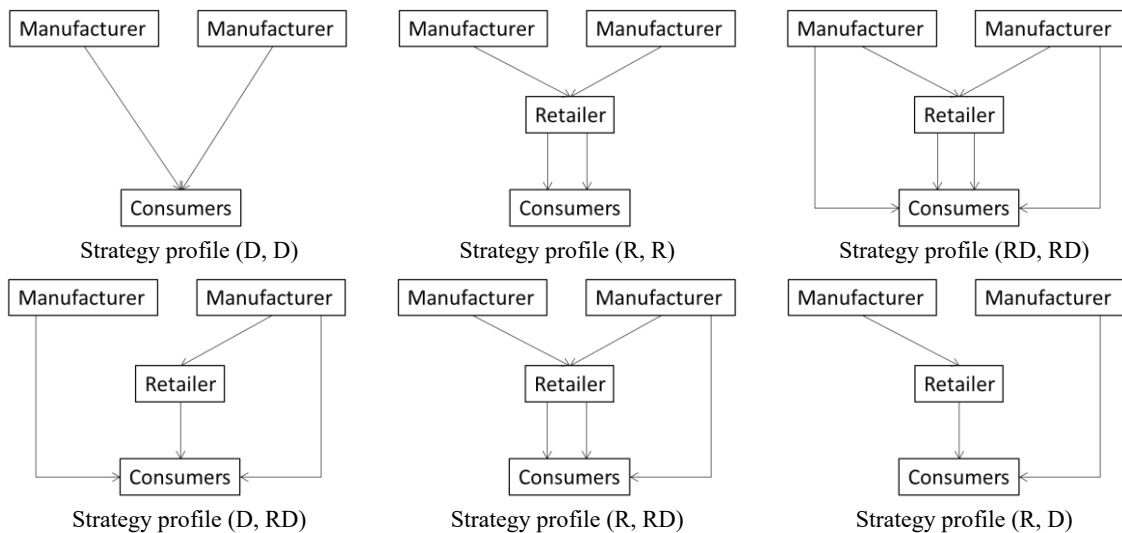 Manufacturer Manufacturer Manufacturer Manufacturer Manufacturer Manufacturer
Retailer Retailer
Consumers Consumers Consumers
Strategy profile (D, D) Strategy profile (R, R) Strategy profile (RD, RD)
Manufacturer Manufacturer Manufacturer Manufacturer Manufacturer Manufacturer
Retailer Retailer Retailer
Consumers Consumers Consumers
Strategy profile (D, RD) Strategy profile (R, RD) Strategy profile (R, D)